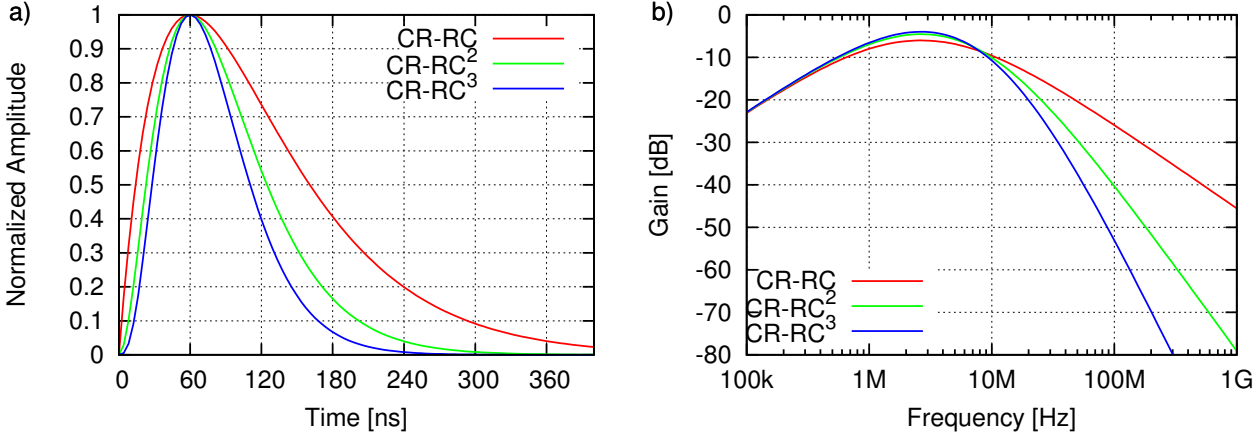 a)
Normalized Amplitude
1
0.9
0.8
0.7
0.6
0.5
0.4
0.3
0.2
0.1
0
0 60 120 180 240 300 360
Time [ns]
CR-RC
CR-RC2
CR-RC3
b)
Gain [dB]
0
-10
-20
-30
-40
-50
-60
-70
-80
100k 1M 10M 100M 1G
Frequency [Hz]
CR-RC
CR-RC2
CR-RC3